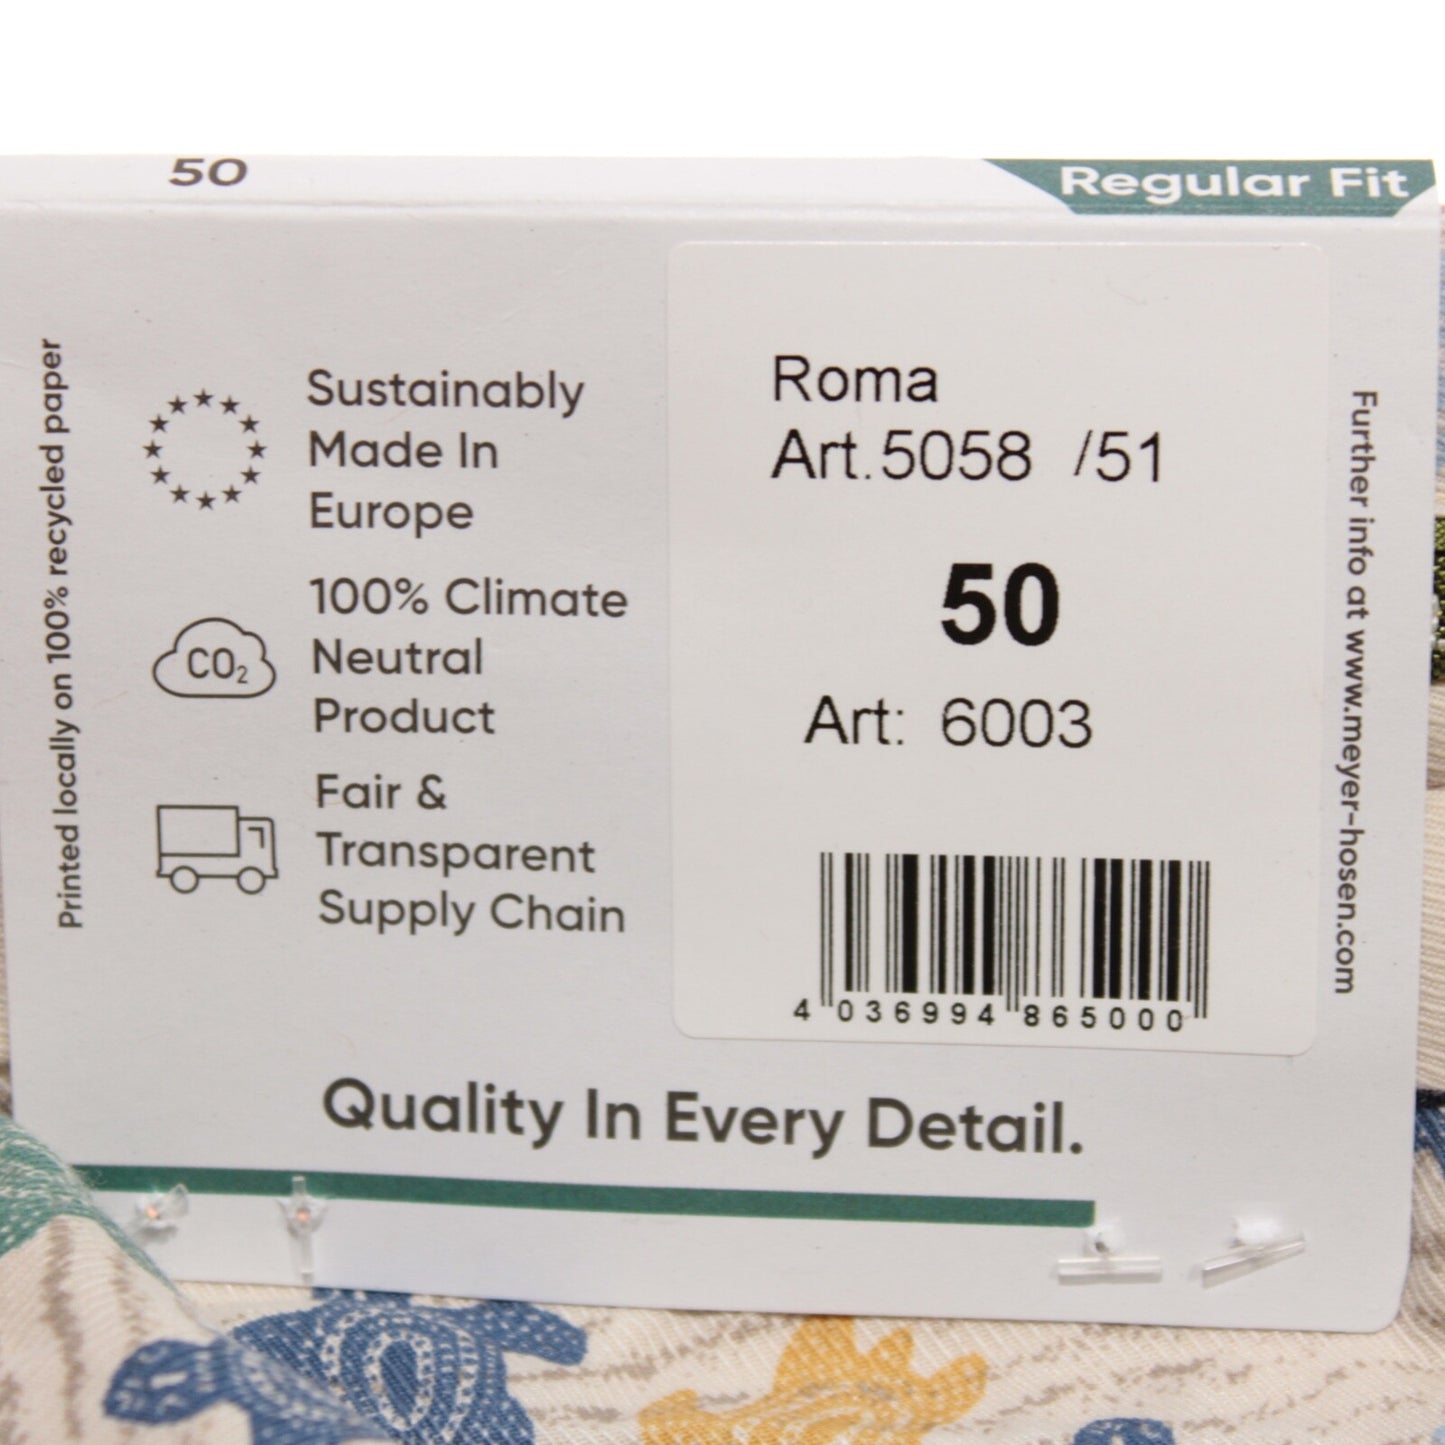 50
Regular Fit
Printed locally on 100% recycled paper
Sustainably
Made In
Europe
CO₂
100% Climate
Neutral
Product
Fair &
Transparent
Supply Chain
Roma
Art.5058 /51
50
Art: 6003
4 036994 865000
Further info at www.meyer-hosen.com
Quality In Every Detail.